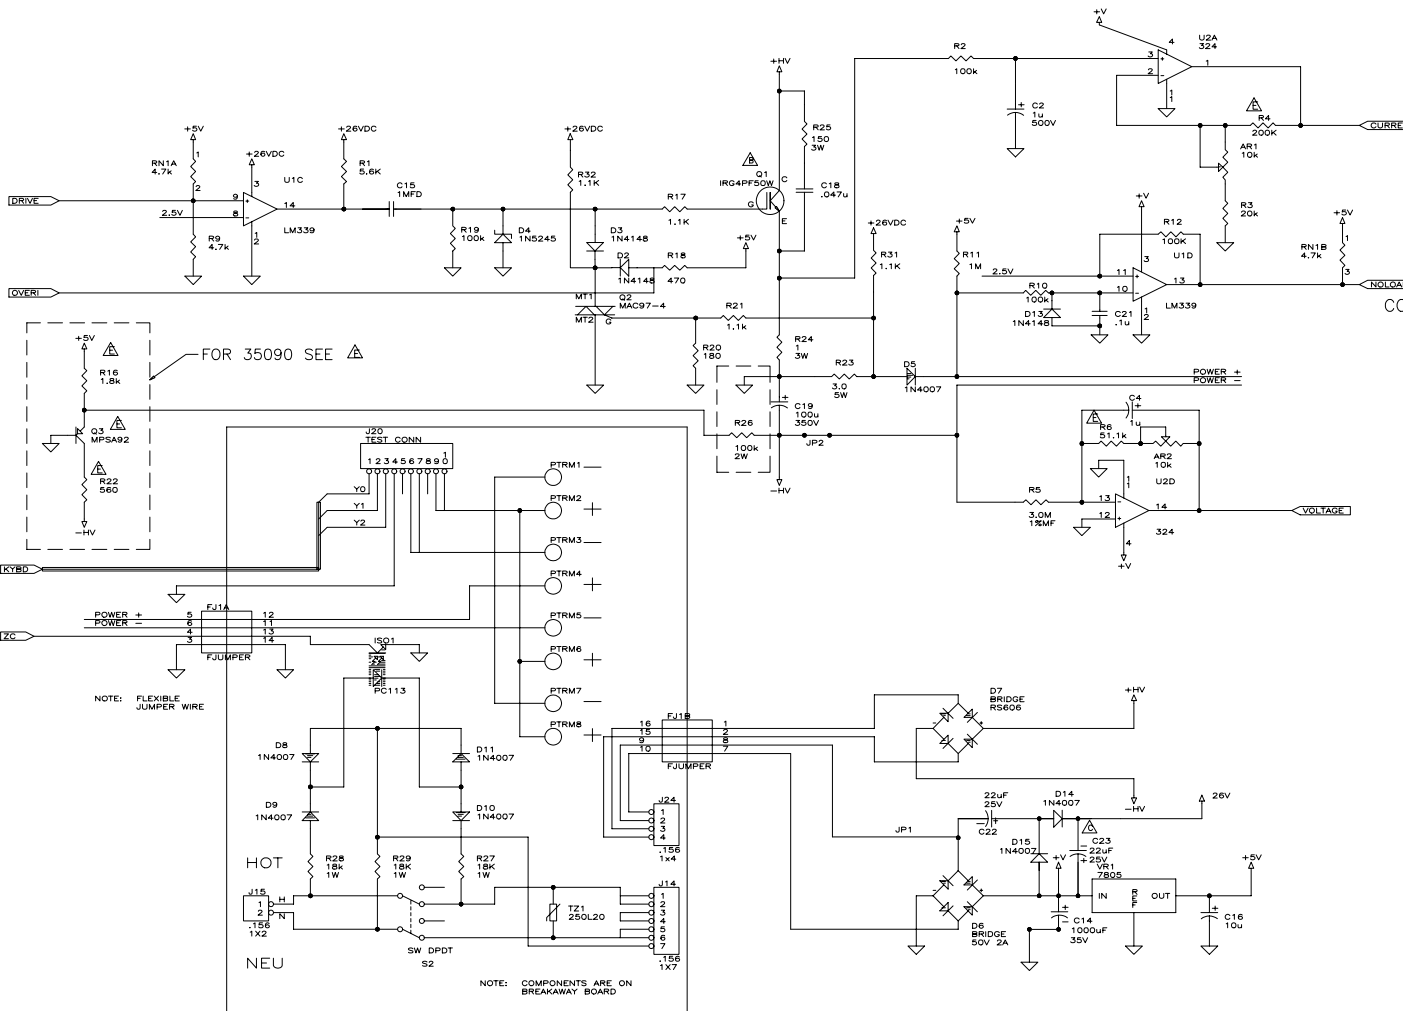 +V
4
U2A
324
3
2
1
1
1
+
-
R2
100k
C2
1u
500V
E
R4
200K
CURRE
AR1
10k
R3
20k
+HV
R25
150
3W
B
Q1
IRG4PF50W
C
G
E
C18
.047u
+5V
RN1A
4.7k
1
2
+26VDC
3
U1C
9
8
14
1
2
LM339
DRIVE
2.5V
R9
4.7k
+26VDC
R1
5.6K
C15
1MFD
+26VDC
R32
1.1K
R17
1.1K
R19
100k
D4
1N5245
D3
1N4148
D2
1N4148
R18
470
+5V
OVERI
MT1
MT2
G
Q2
MAC97-4
R21
1.1k
R20
180
+26VDC
R31
1.1K
+5V
R11
1M
2.5V
R10
100k
D13
1N4148
C21
.1u
+V
3
11
10
13
1
2
U1D
LM339
R12
100K
+5V
RN1B
4.7k
1
3
NOLOA
CO
R24
1
3W
R23
3.0
5W
D5
1N4007
POWER +
POWER -
C19
100u
350V
R26
100k
2W
JP2
-HV
+5V
E
R16
1.8k
E
Q3
MPSA92
E
R22
560
-HV
FOR 35090 SEE E
C4
1u
E
R6
51.1k
AR2
10k
U2D
1
1
R5
3.0M
1%MF
13
12
14
324
4
+V
VOLTAGE
J20
TEST CONN
1
1 2 3 4 5 6 7 8 9 0
Y0
Y1
Y2
KYBD
PTRM1 —
PTRM2 +
PTRM3 —
PTRM4 +
PTRM5 —
PTRM6 +
PTRM7 —
PTRM8 +
FJ1A
POWER + 5 12
POWER - 6 11
ZC 4 13
3 14
FJUMPER
ISO1
PC113
NOTE: FLEXIBLE
JUMPER WIRE
D8
1N4007
D11
1N4007
D9
1N4007
D10
1N4007
R28
18k
1W
R29
18K
1W
R27
18K
1W
HOT
J15
1 H
2 N
.156
1X2
NEU
SW DPDT
S2
TZ1
250L20
NOTE: COMPONENTS ARE ON
BREAKAWAY BOARD
FJ1B
16 1
15 2
9 8
10 7
FJUMPER
J24
1
2
3
4
.156
1x4
J14
1
2
3
4
5
6
7
.156
1X7
D7
BRIDGE
RS606
+HV
-HV
JP1
22uF
25V
C22
D14
1N4007
26V
D15
1N4007
C
C23
22uF
25V
+V
VR1
7805
IN
OUT
+5V
D6
BRIDGE
50V 2A
C14
1000uF
35V
C16
10u